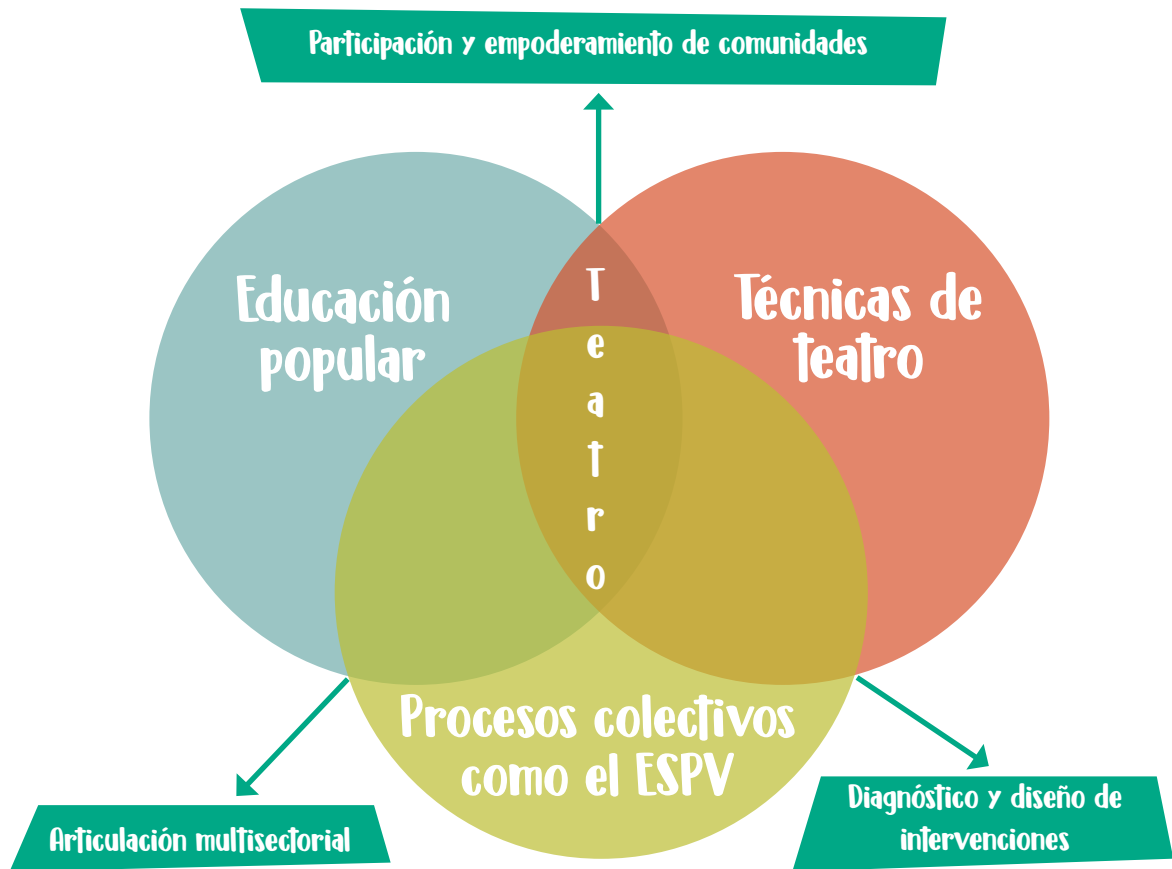 Participación y empoderamiento de comunidades
Educación
popular
Técnicas de
teatro
T
e
a
t
r
o
Procesos colectivos
como el ESPV
Articulación multisectorial
Diagnóstico y diseño de
intervenciones